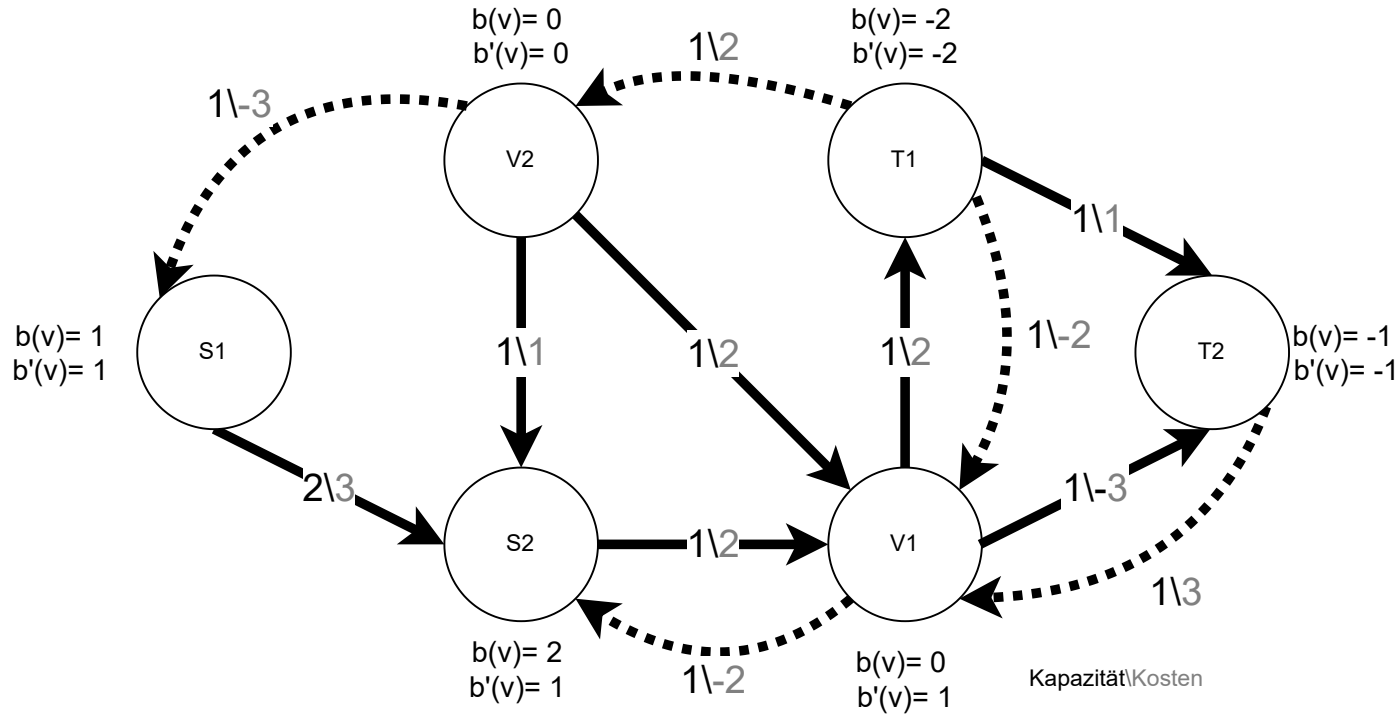 b(v)= 0
b'(v)= 0
b(v)= -2
b'(v)= -2
1\2
1\-3
V2
T1
1\1
b(v)= 1
b'(v)= 1
S1
1\1
1\2
1\2
1\-2
T2
b(v)= -1
b'(v)= -1
2\3
1\-3
S2
1\2
V1
1\3
b(v)= 2
b'(v)= 1
1\-2
b(v)= 0
b'(v)= 1
Kapazität\Kosten